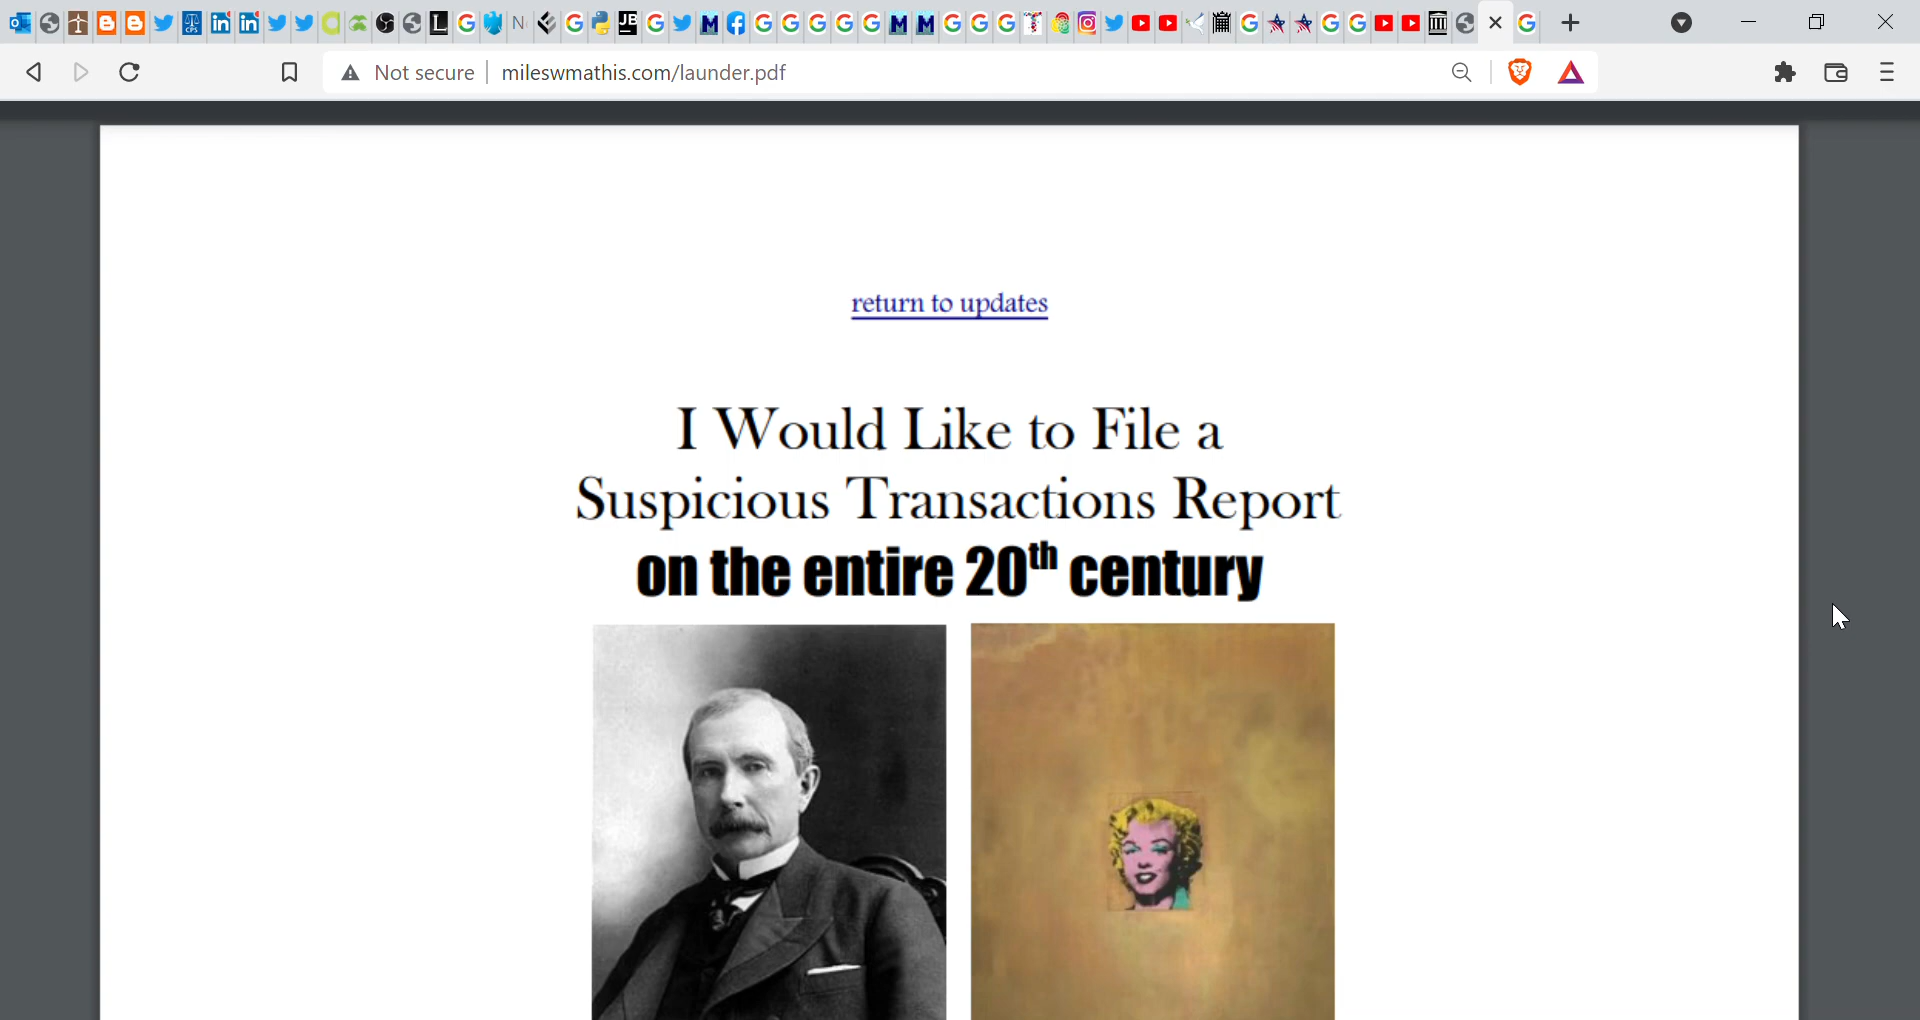 Not secure mileswmathis.com/launder.pdf
return to updates
I Would Like to File a
Suspicious Transactions Report
on the entire 20th century